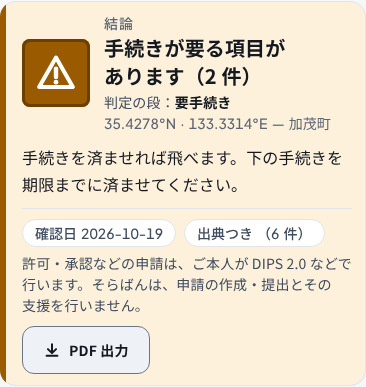 結論
手続きが要る項目が
あります（2 件）
判定の段：要手続き
35.4278°N · 133.3314°E — 加茂町
手続きを済ませれば飛べます。下の手続きを
期限までに済ませてください。
確認日 2026-10-19
出典つき （6 件）
許可・承認などの申請は、ご本人が DIPS 2.0 などで
行います。そらばんは、申請の作成・提出とその
支援を行いません。
PDF 出力